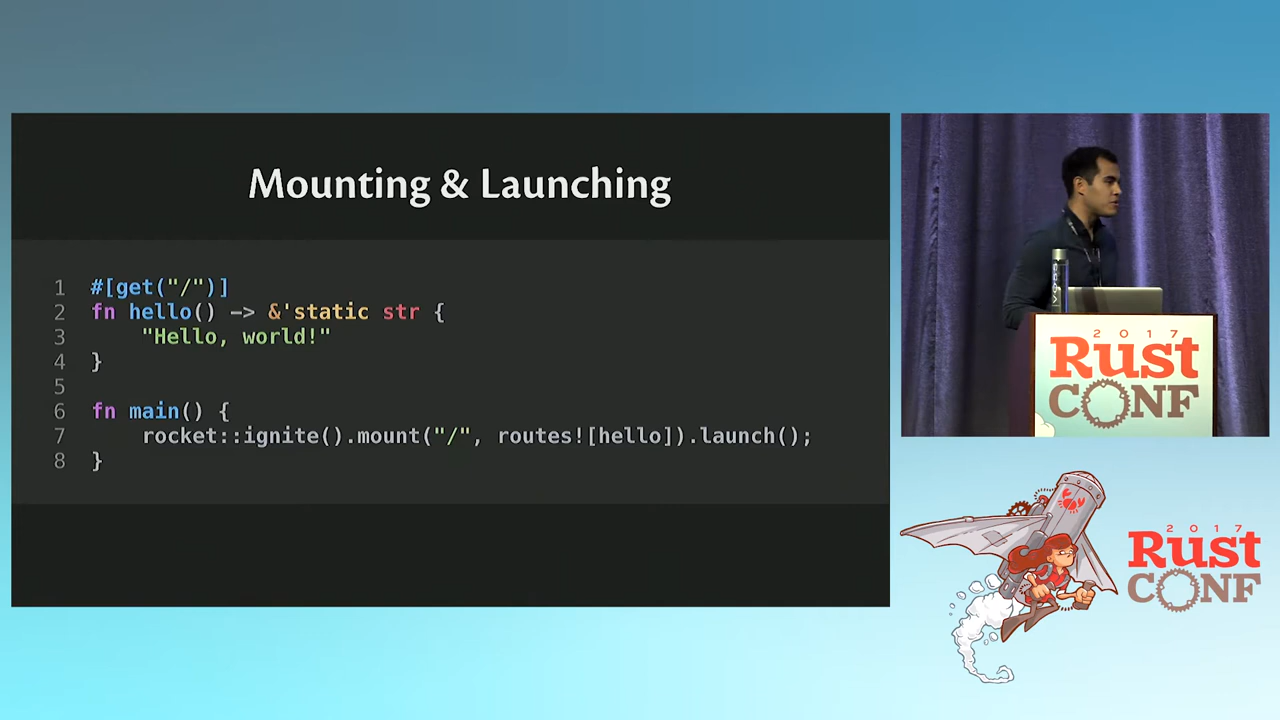 Mounting & Launching
1 #[get("/")]
2 fn hello() -> &'static str {
3     "Hello, world!"
4 }
5
6 fn main() {
7     rocket::ignite().mount("/", routes![hello]).launch();
8 }
VOSS
2017
Rust
CONF
2017
Rust
CONF